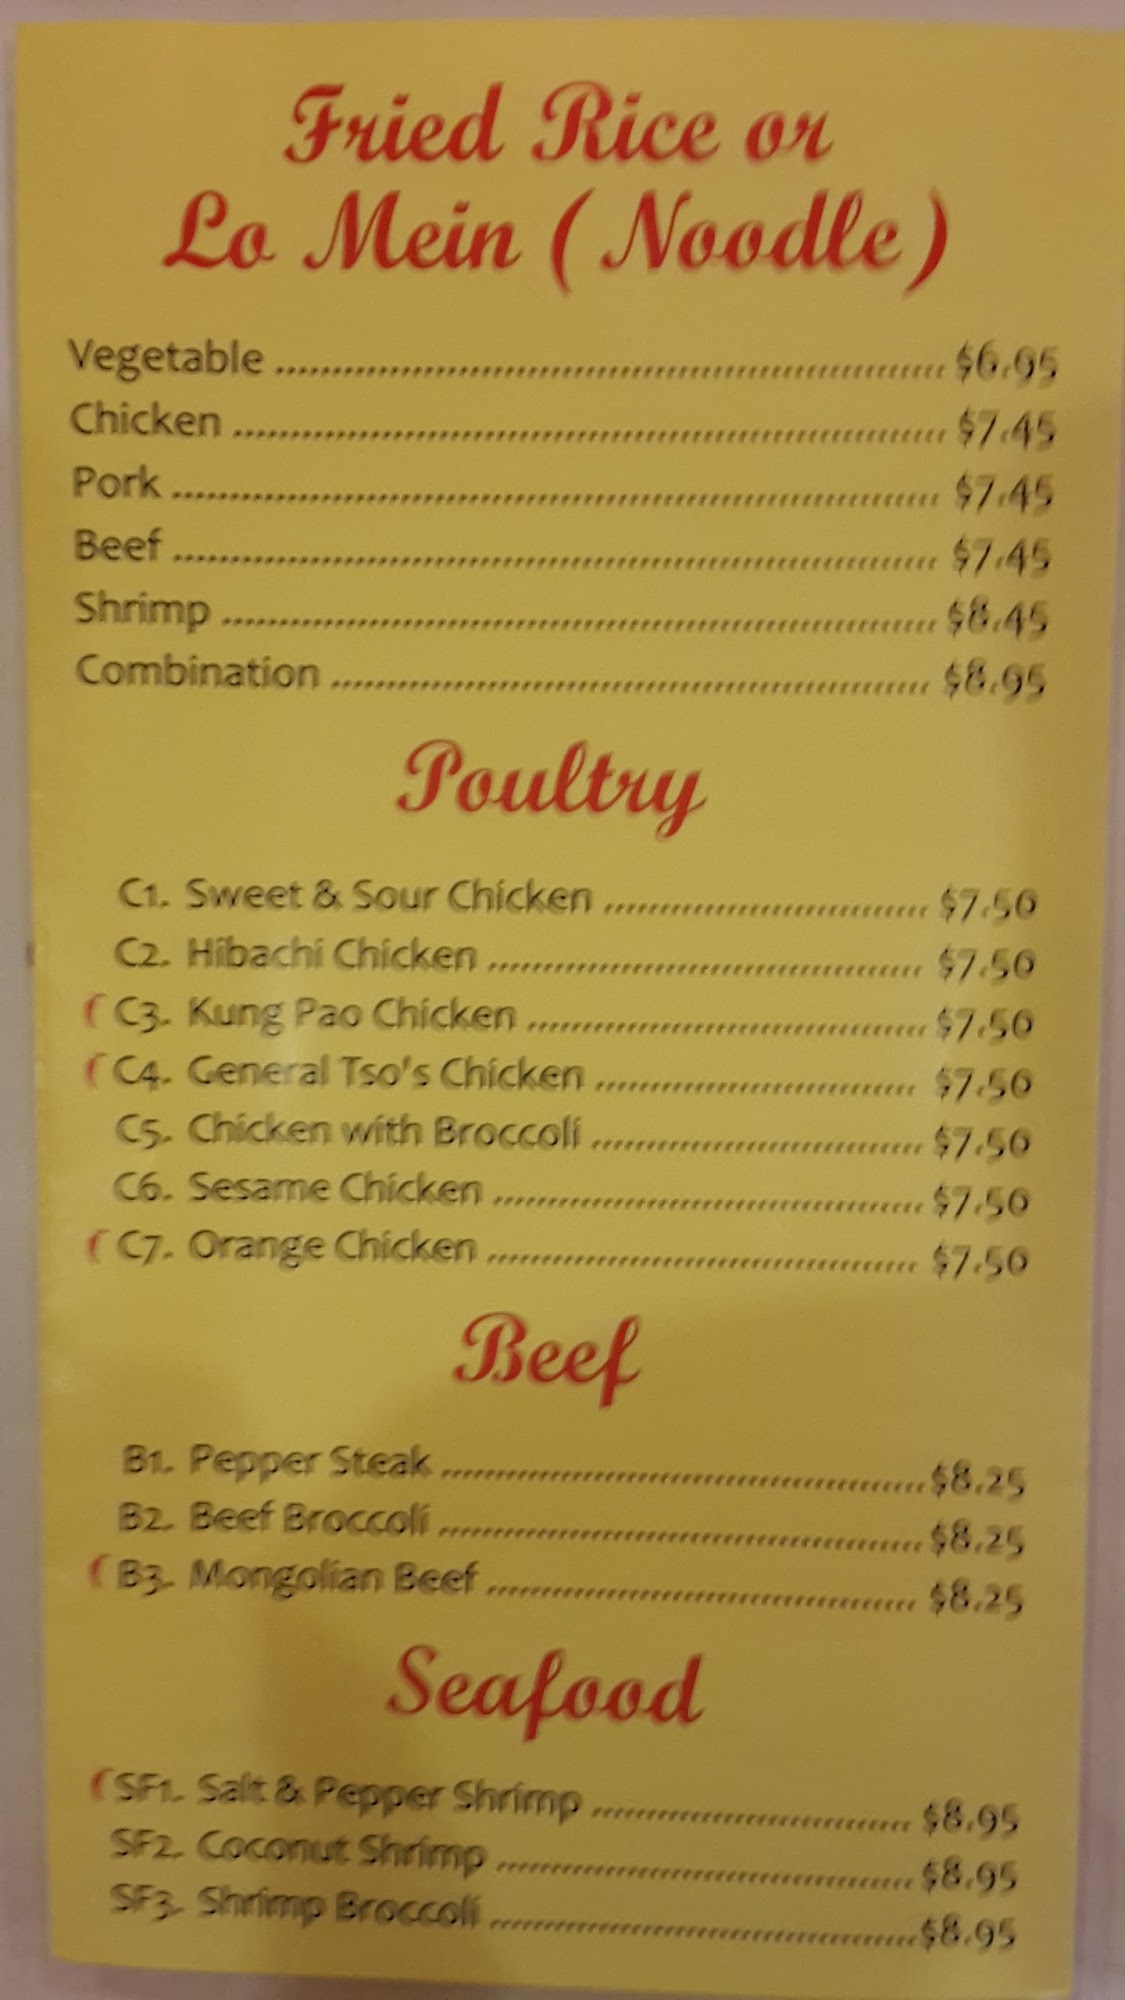 Fried Rice or
Lo Mein ( Noodle )
Vegetable ........................................ $6.95
Chicken ........................................ $7.45
Pork ........................................ $7.45
Beef ........................................ $7.45
Shrimp ........................................ $8.45
Combination ........................................ $8.95
Poultry
C1. Sweet & Sour Chicken .............................. $7.50
C2. Hibachi Chicken .............................. $7.50
C3. Kung Pao Chicken .............................. $7.50
C4. General Tso's Chicken .............................. $7.50
C5. Chicken with Broccoli .............................. $7.50
C6. Sesame Chicken .............................. $7.50
C7. Orange Chicken .............................. $7.50
Beef
B1. Pepper Steak .............................. $8.25
B2. Beef Broccoli .............................. $8.25
B3. Mongolian Beef .............................. $8.25
Seafood
SF1. Salt & Pepper Shrimp .............................. $8.95
SF2. Coconut Shrimp .............................. $8.95
SF3. Shrimp Broccoli .............................. $8.95